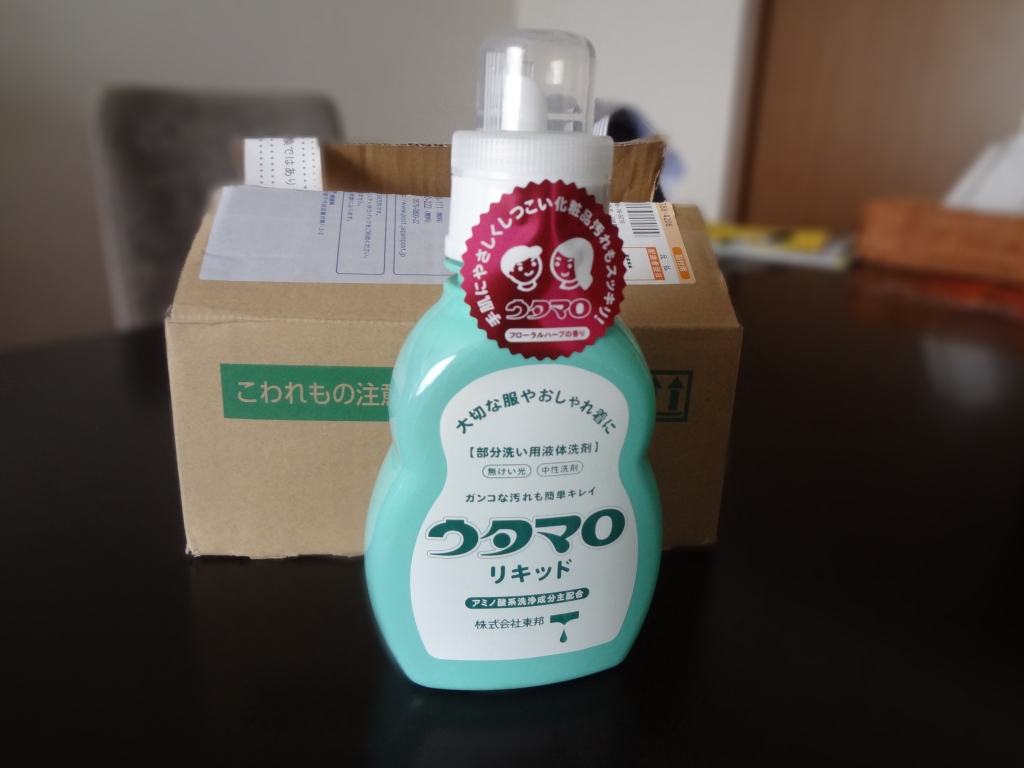 手肌にやさしくしつこい化粧品汚れもスッキリ!!
ウタマロ
フローラルハーブの香り
こわれもの注意
大切な服やおしゃれ着に
【部分洗い用液体洗剤】
無けい光 中性洗剤
ガンコな汚れも簡単キレイ
ウタマロ
リキッド
アミノ酸系洗浄成分主配合
株式会社東邦